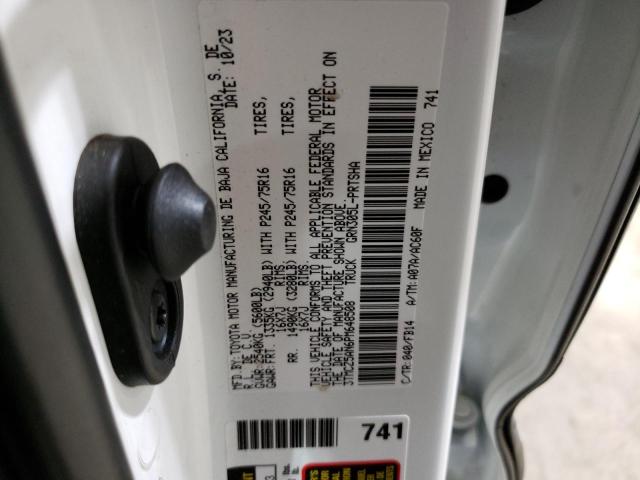 MFD.BY:TOYOTA MOTOR MANUFACTURING DE BAJA CALIFORNIA, S. DE
R.L. DE C.V. DATE: 10/23
GVWR:2540KG (5600LB)
GAWR:FRT. 1335KG (2940LB) WITH P245/75R16 TIRES,
16X7J RIMS,
RR. 1490KG (3280LB) WITH P245/75R16 TIRES,
16X7J RIMS.
THIS VEHICLE CONFORMS TO ALL APPLICABLE FEDERAL MOTOR
VEHICLE SAFETY AND THEFT PREVENTION STANDARDS IN EFFECT ON
THE DATE OF MANUFACTURE SHOWN ABOVE.
3TMCZ5AN6PM640508 TRUCK GRN305L-PRTSHA
C/TR:040/FB14 A/TM:A07A/AC60F MADE IN MEXICO 741
741